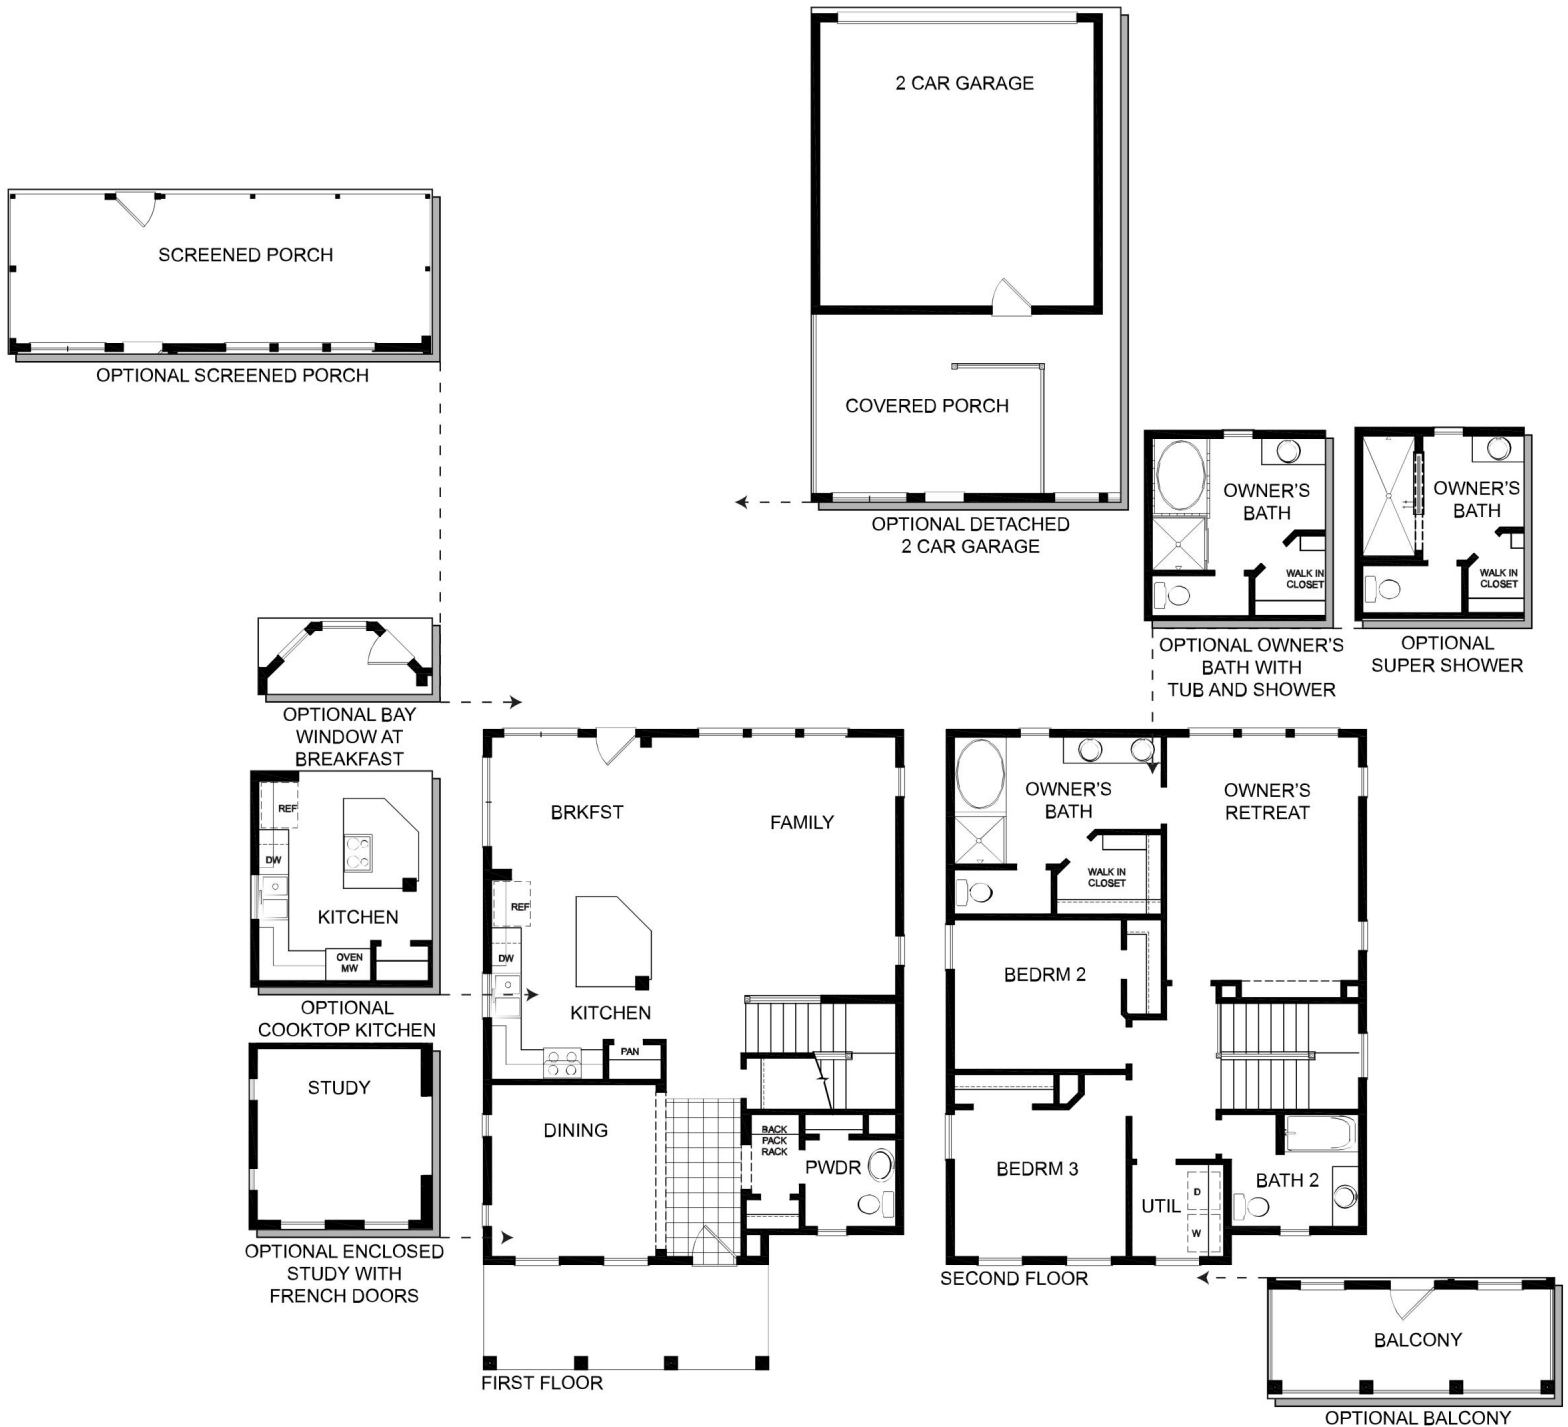 2 CAR GARAGE
COVERED PORCH
OPTIONAL DETACHED
2 CAR GARAGE
SCREENED PORCH
OPTIONAL SCREENED PORCH
OWNER'S
BATH
WALK IN
CLOSET
OPTIONAL OWNER'S
BATH WITH
TUB AND SHOWER
OWNER'S
BATH
WALK IN
CLOSET
OPTIONAL
SUPER SHOWER
OPTIONAL BAY
WINDOW AT
BREAKFAST
REF
DW
KITCHEN
OVEN
MW
OPTIONAL
COOKTOP KITCHEN
STUDY
OPTIONAL ENCLOSED
STUDY WITH
FRENCH DOORS
BRKFST
FAMILY
REF
DW
KITCHEN
PAN
DINING
BACK
PACK
RACK
PWDR
FIRST FLOOR
OWNER'S
BATH
OWNER'S
RETREAT
WALK IN
CLOSET
BEDRM 2
BEDRM 3
UTIL
D
W
BATH 2
SECOND FLOOR
BALCONY
OPTIONAL BALCONY